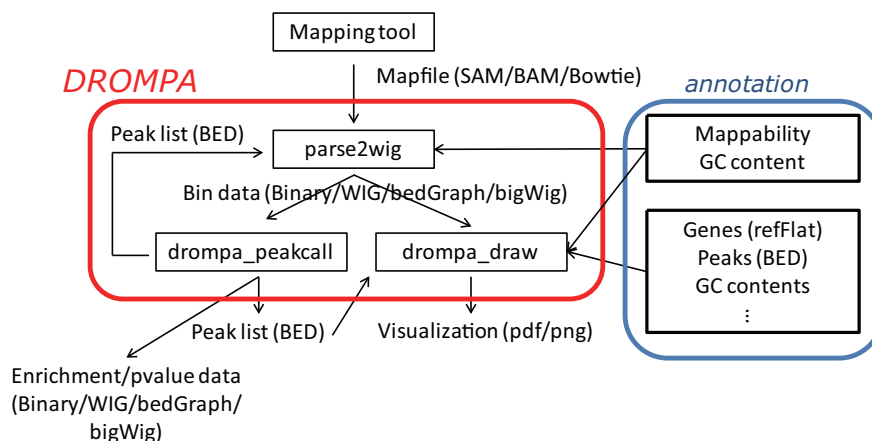 Mapping tool
DROMPA
Mapfile (SAM/BAM/Bowtie)
annotation
Peak list (BED)
parse2wig
Mappability
GC content
Bin data (Binary/WIG/bedGraph/bigWig)
drompa_peakcall
drompa_draw
Genes (refFlat)
Peaks (BED)
GC contents
⋮
Peak list (BED)
Visualization (pdf/png)
Enrichment/pvalue data
(Binary/WIG/bedGraph/
bigWig)